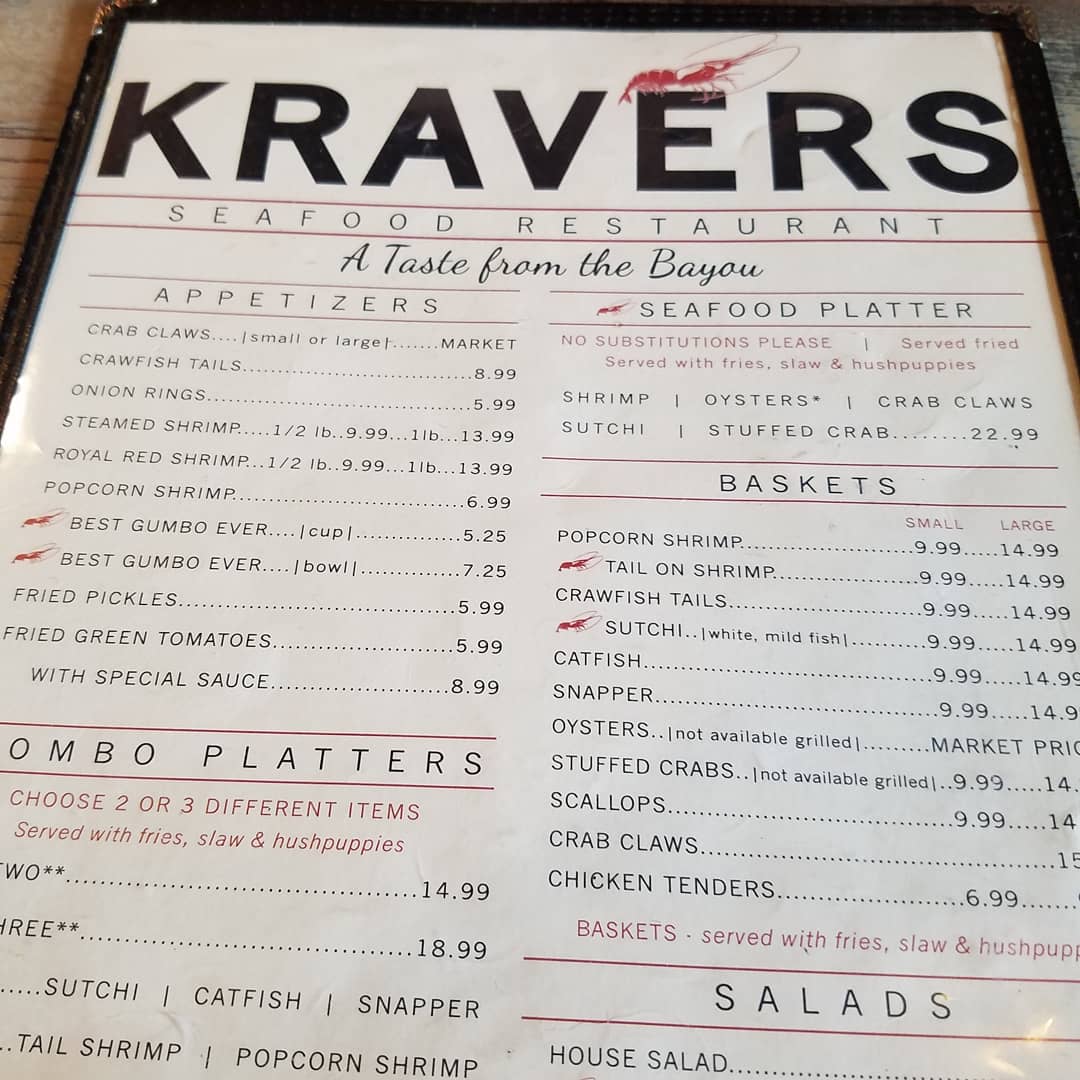 KRAVERS
SEAFOOD RESTAURANT
A Taste from the Bayou
APPETIZERS
CRAB CLAWS....|small or large|.......MARKET
CRAWFISH TAILS.................................8.99
ONION RINGS......................................5.99
STEAMED SHRIMP.....1/2 lb..9.99...1lb...13.99
ROYAL RED SHRIMP...1/2 lb..9.99...1lb...13.99
POPCORN SHRIMP.................................6.99
BEST GUMBO EVER....|cup|...............5.25
BEST GUMBO EVER....|bowl|..............7.25
FRIED PICKLES......................................5.99
FRIED GREEN TOMATOES.........................5.99
WITH SPECIAL SAUCE........................8.99
OMBO PLATTERS
CHOOSE 2 OR 3 DIFFERENT ITEMS
Served with fries, slaw & hushpuppies
TWO**..........................................14.99
HREE**........................................18.99
.....SUTCHI | CATFISH | SNAPPER
..TAIL SHRIMP | POPCORN SHRIMP
SEAFOOD PLATTER
NO SUBSTITUTIONS PLEASE | Served fried
Served with fries, slaw & hushpuppies
SHRIMP | OYSTERS* | CRAB CLAWS
SUTCHI | STUFFED CRAB........22.99
BASKETS
SMALL LARGE
POPCORN SHRIMP.......................9.99.....14.99
TAIL ON SHRIMP...................9.99.....14.99
CRAWFISH TAILS.........................9.99.....14.99
SUTCHI..|white, mild fish|..........9.99.....14.99
CATFISH.....................................9.99.....14.99
SNAPPER....................................9.99.....14.9
OYSTERS..|not available grilled|.........MARKET PRIC
STUFFED CRABS..|not available grilled|..9.99.....14.
SCALLOPS....................................9.99.....14
CRAB CLAWS.............................................15
CHICKEN TENDERS........................6.99.......
BASKETS - served with fries, slaw & hushpupp
SALADS
HOUSE SALAD.......................................